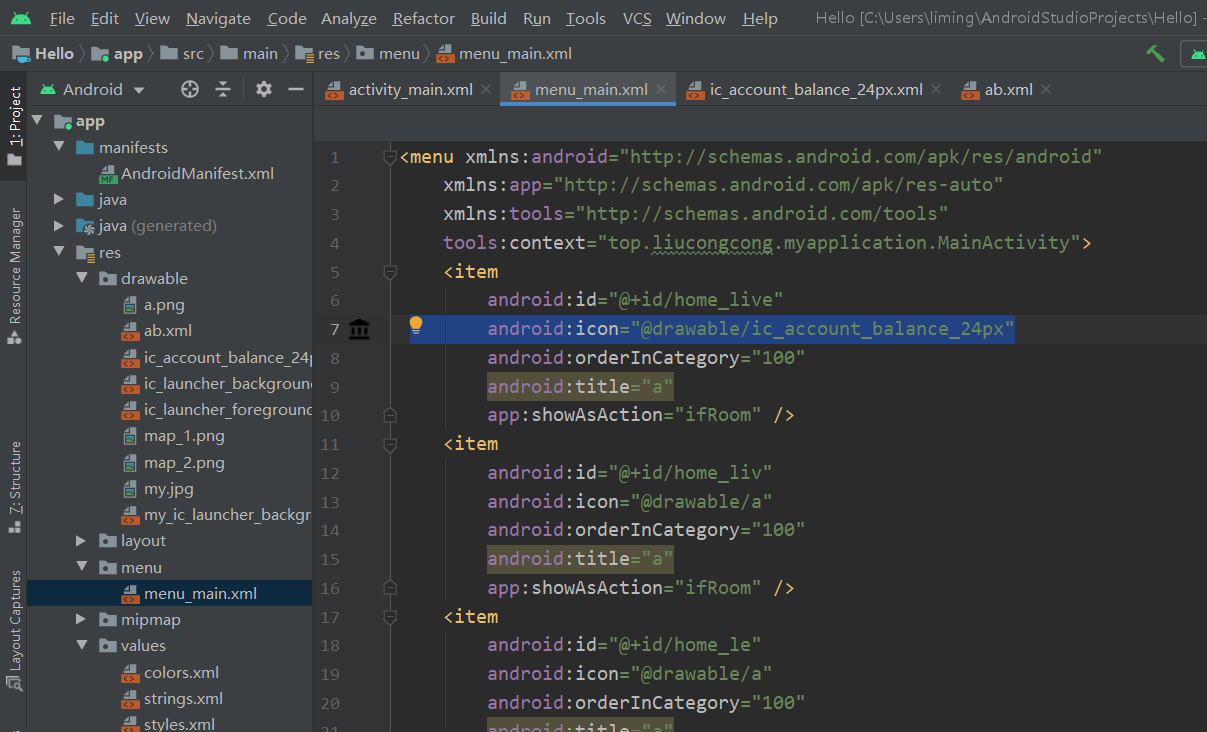 File Edit View Navigate Code Analyze Refactor Build Run Tools VCS Window Help Hello [C:\Users\liming\AndroidStudioProjects\Hello] -
Hello app src main res menu menu_main.xml
1: Project
Resource Manager
7: Structure
Layout Captures
Android
app
manifests
AndroidManifest.xml
java
java (generated)
res
drawable
a.png
ab.xml
ic_account_balance_24p
ic_launcher_background
ic_launcher_foreground
map_1.png
map_2.png
my.jpg
my_ic_launcher_backgr
layout
menu
menu_main.xml
mipmap
values
colors.xml
strings.xml
styles.xml
activity_main.xml menu_main.xml ic_account_balance_24px.xml ab.xml
1 <menu xmlns:android="http://schemas.android.com/apk/res/android"
2 xmlns:app="http://schemas.android.com/apk/res-auto"
3 xmlns:tools="http://schemas.android.com/tools"
4 tools:context="top.liucongcong.myapplication.MainActivity">
5 <item
6 android:id="@+id/home_live"
7 android:icon="@drawable/ic_account_balance_24px"
8 android:orderInCategory="100"
9 android:title="a"
10 app:showAsAction="ifRoom" />
11 <item
12 android:id="@+id/home_liv"
13 android:icon="@drawable/a"
14 android:orderInCategory="100"
15 android:title="a"
16 app:showAsAction="ifRoom" />
17 <item
18 android:id="@+id/home_le"
19 android:icon="@drawable/a"
20 android:orderInCategory="100"
21 android:title="a"